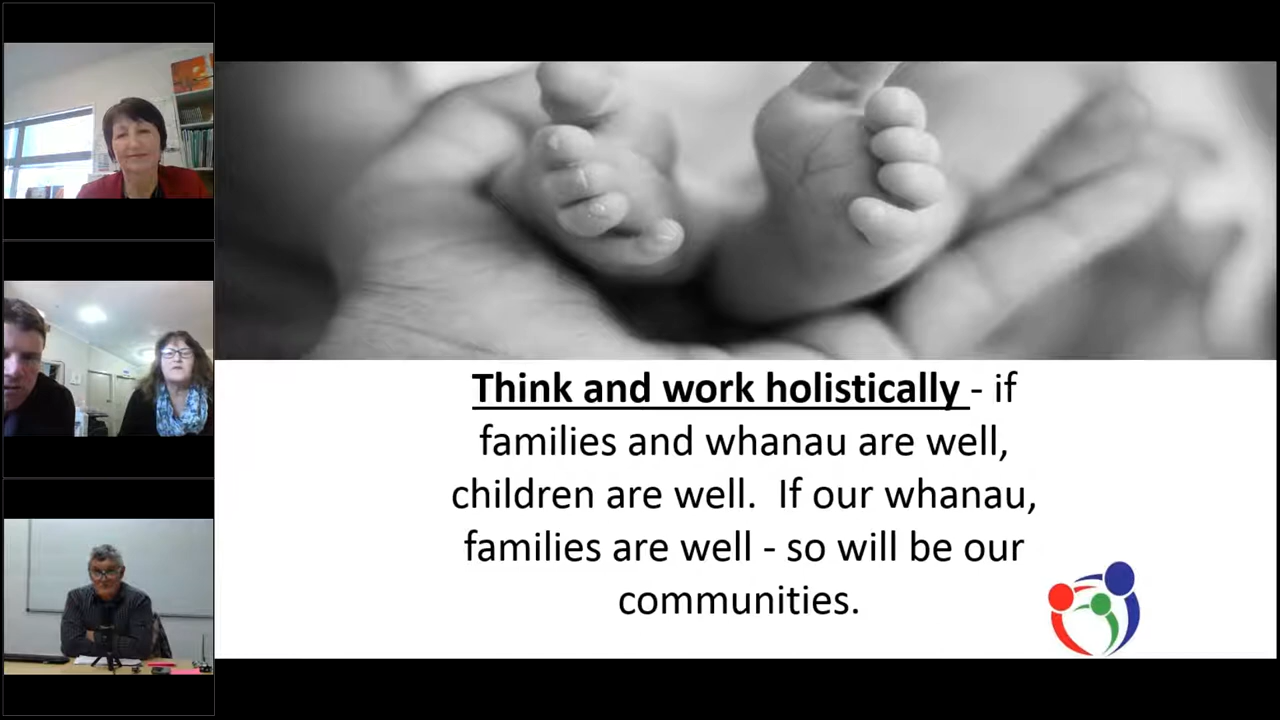 Think and work holistically - if
families and whanau are well,
children are well.  If our whanau,
families are well - so will be our
communities.